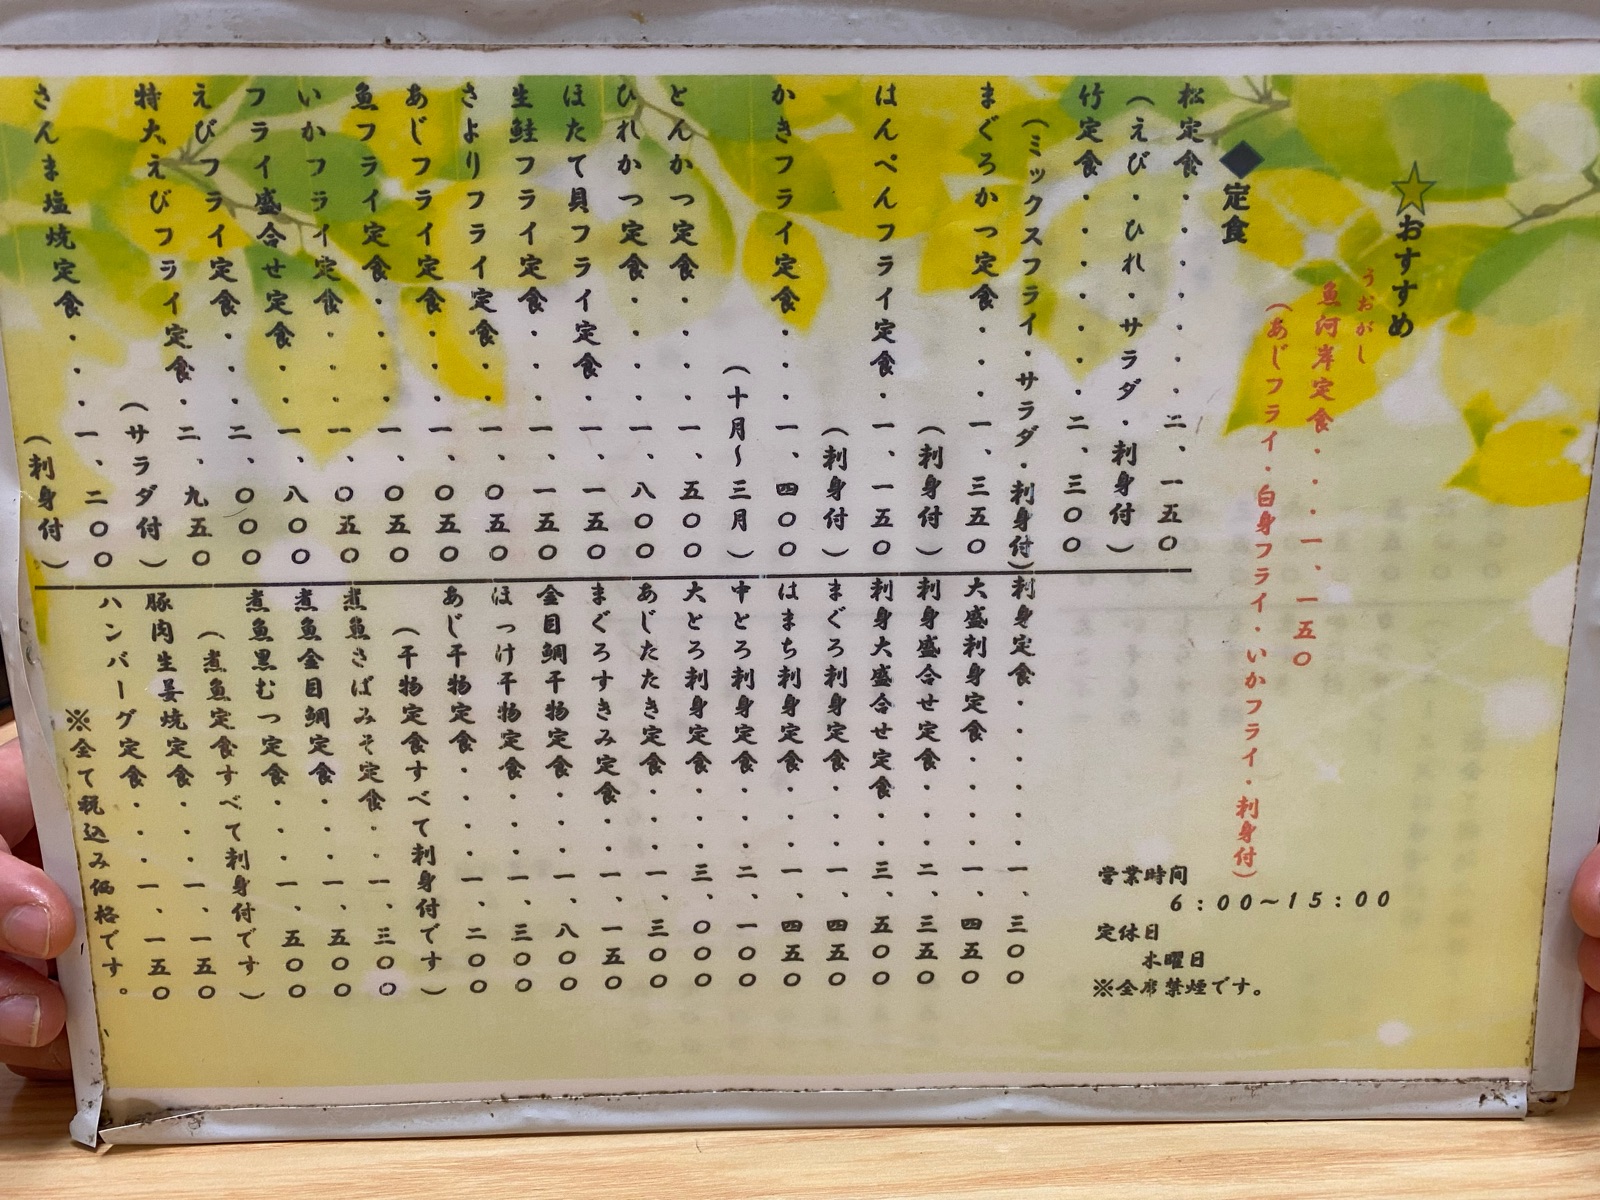 ☆おすすめ
うおがし
魚河岸定食・・・・一、一五〇
(あじフライ・白身フライ・いかフライ・刺身付)
◆定食
松定食・・・・・・・・二、一五〇
(えび・ひれ・サラダ・刺身付)
竹定食・・・・・・・・二、三〇〇
(ミックスフライ・サラダ・刺身付)
まぐろかつ定食・・・・一、三五〇
(刺身付)
はんぺんフライ定食・一、一五〇
(刺身付)
かきフライ定食・・・・一、四〇〇
(十月~三月)
とんかつ定食・・・・・一、五〇〇
ひれかつ定食・・・・・一、八〇〇
ほたて貝フライ定食・一、一五〇
生鮭フライ定食・・・・一、一五〇
さよりフライ定食・・一、〇五〇
あじフライ定食・・・・一、〇五〇
魚フライ定食・・・・・一、〇五〇
いかフライ定食・・・・一、〇五〇
フライ盛合せ定食・・一、八〇〇
えびフライ定食・・・・二、〇〇〇
特大えびフライ定食・二、九五〇
(サラダ付)
さんま塩焼定食・・・・一、二〇〇
(刺身付)
刺身定食・・・・・・一、三〇〇
大盛刺身定食・・・・一、四五〇
刺身盛合せ定食・・・二、三五〇
刺身大盛合せ定食・・三、五〇〇
まぐろ刺身定食・・・一、四五〇
はまち刺身定食・・・一、四五〇
中とろ刺身定食・・・二、一〇〇
大とろ刺身定食・・・三、〇〇〇
あじたたき定食・・・一、三〇〇
まぐろすきみ定食・・一、一五〇
金目鯛干物定食・・・一、八〇〇
ほっけ干物定食・・・一、三〇〇
あじ干物定食・・・・一、二〇〇
(干物定食すべて刺身付です)
煮魚さばみそ定食・・一、三〇〇
煮魚金目鯛定食・・・一、五〇〇
煮魚黒むつ定食・・・一、五〇〇
(煮魚定食すべて刺身付です)
豚肉生姜焼定食・・・一、一五〇
ハンバーグ定食・・・一、一五〇
※全て税込み価格です。
営業時間
6:00~15:00
定休日
水曜日
※全席禁煙です。